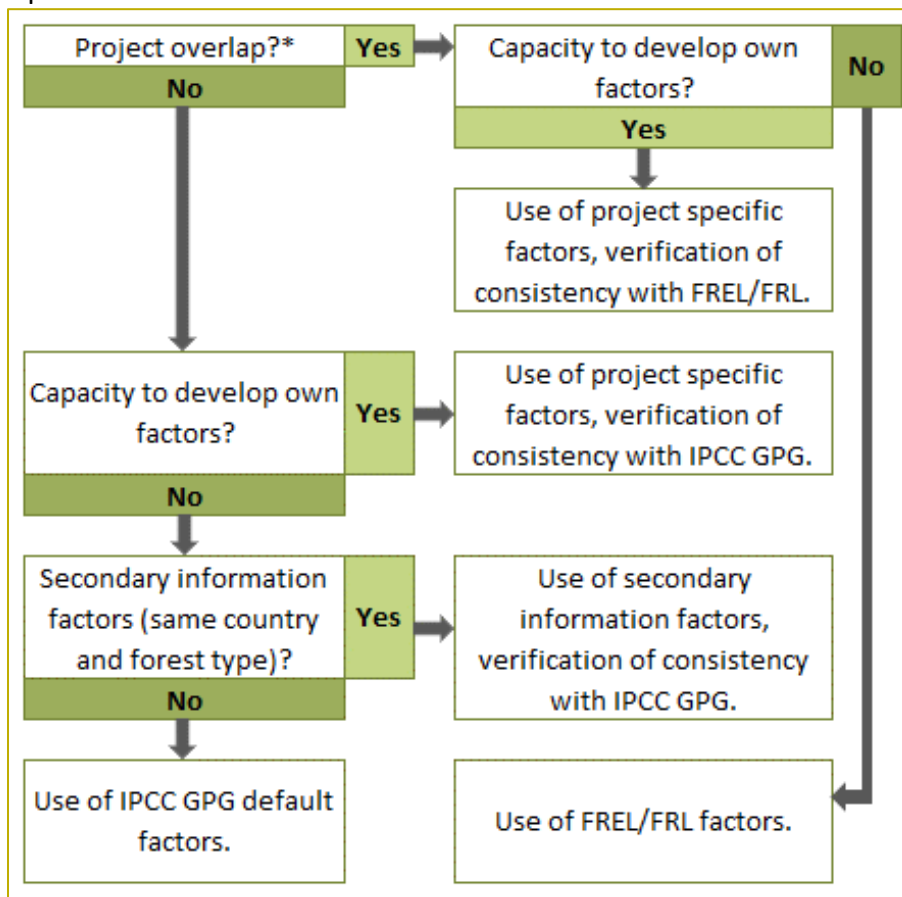 Project overlap?*
Yes
Capacity to develop own
factors?
No
No
Yes
Use of project specific
factors, verification of
consistency with FREL/FRL.
Capacity to develop own
factors?
Yes
Use of project specific
factors, verification of
consistency with IPCC GPG.
No
Secondary information
factors (same country
and forest type)?
Yes
Use of secondary
information factors,
verification of consistency
with IPCC GPG.
No
Use of IPCC GPG default
factors.
Use of FREL/FRL factors.